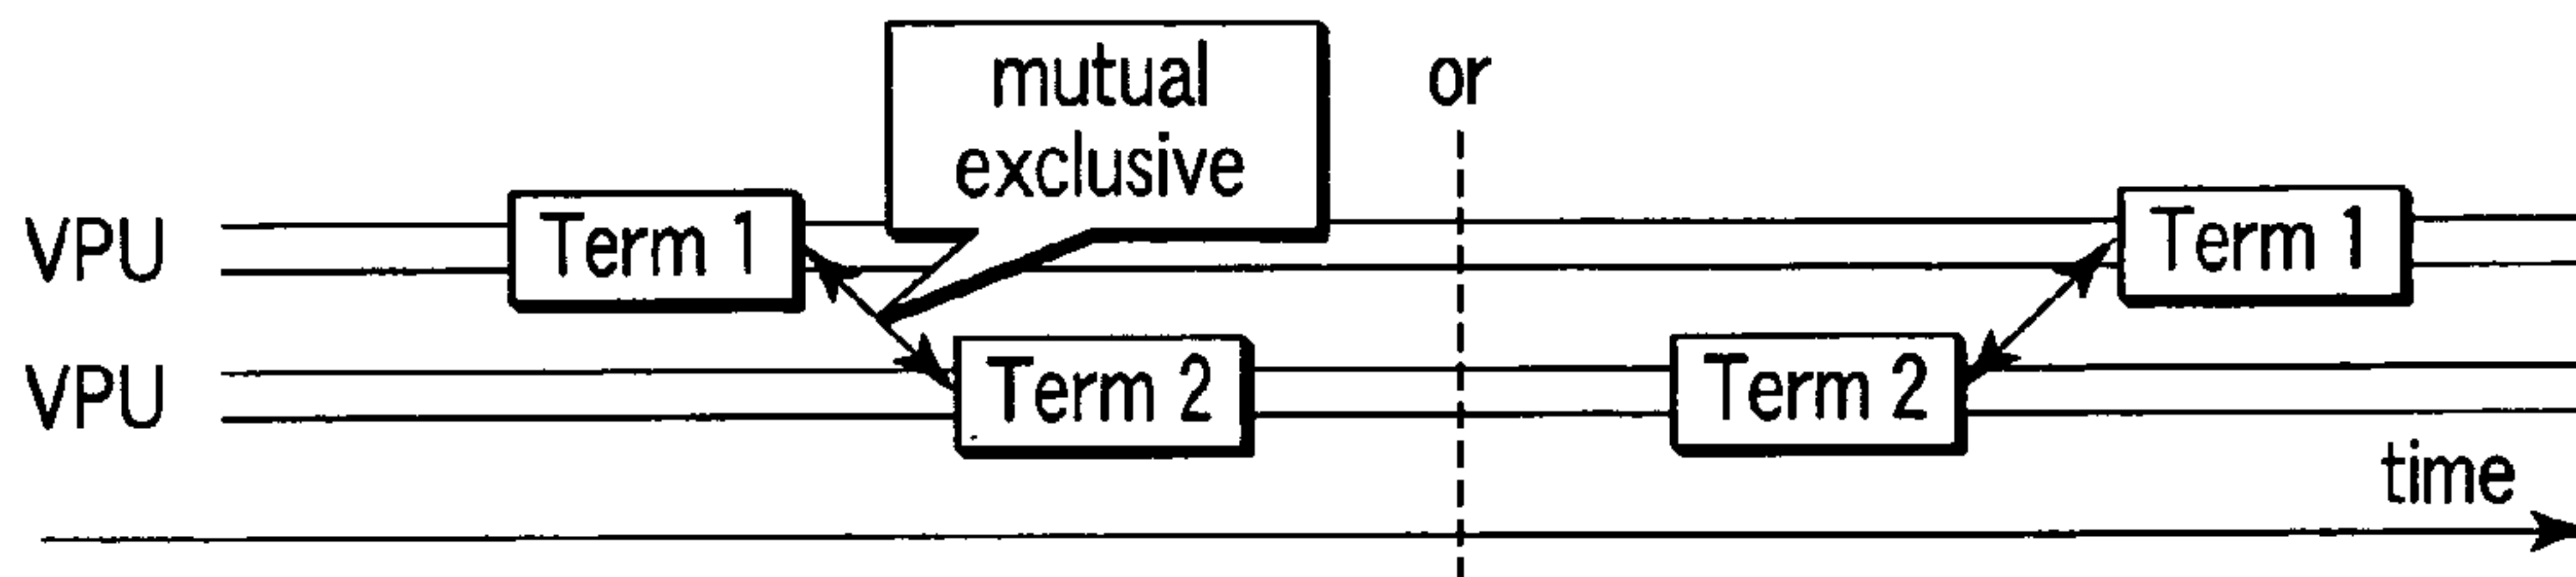 mutual
exclusive
or
VPU
Term 1
Term 1
VPU
Term 2
Term 2
time